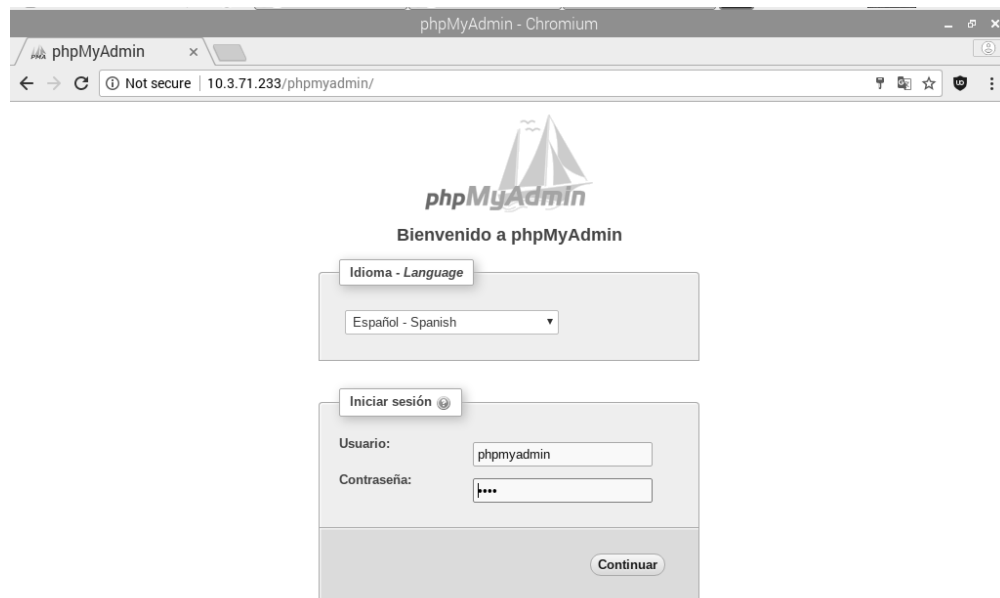 phpMyAdmin - Chromium
PMA phpMyAdmin
Not secure | 10.3.71.233/phpmyadmin/
phpMyAdmin
Bienvenido a phpMyAdmin
Idioma - Language
Español - Spanish
Iniciar sesión
Usuario:
phpmyadmin
Contraseña:
••••
Continuar